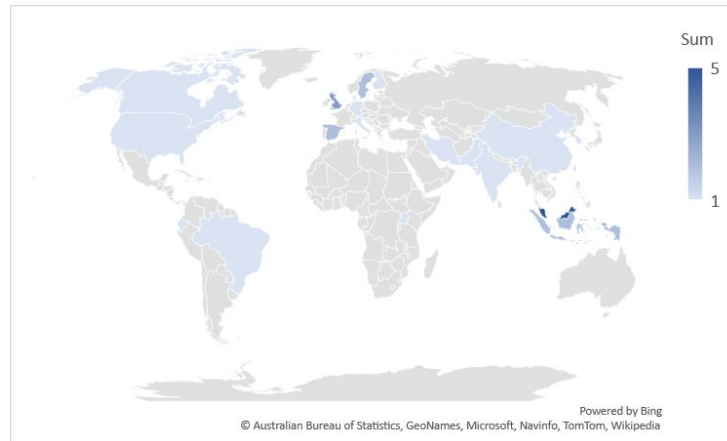 Sum
5
1
Powered by Bing
© Australian Bureau of Statistics, GeoNames, Microsoft, Navinfo, TomTom, Wikipedia